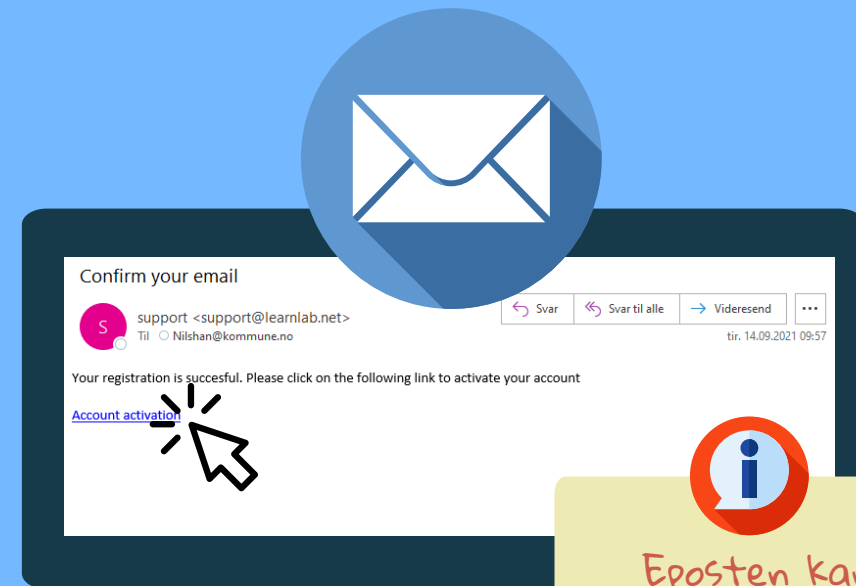 Confirm your email
S
support <support@learnlab.net>
Til Nilshan@kommune.no
Svar
Svar til alle
Videresend
tir. 14.09.2021 09:57
Your registration is succesful. Please click on the following link to activate your account
Account activation
Eposten